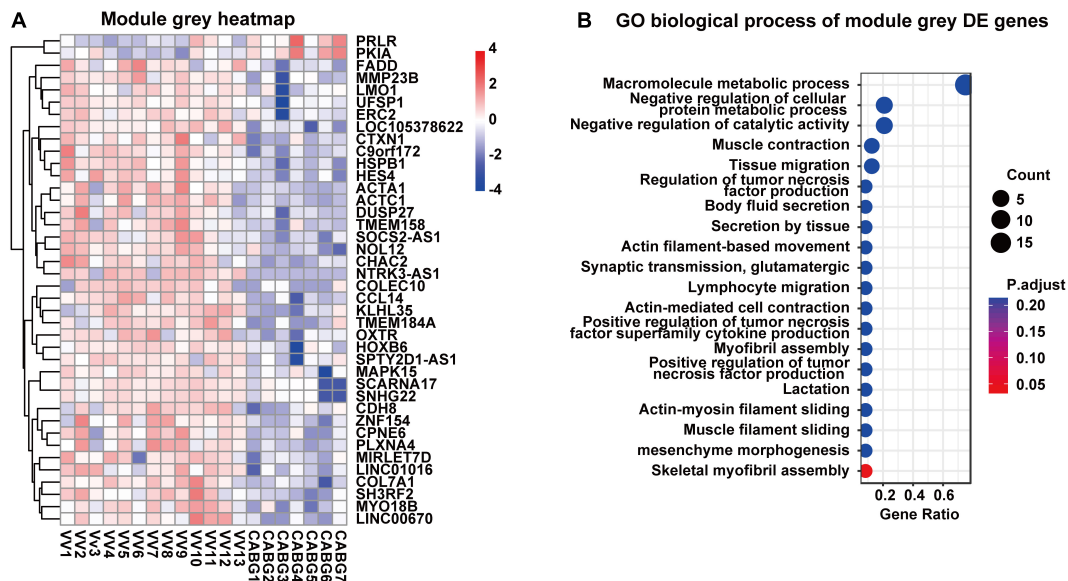 A
Module grey heatmap
PRLR
PKIA
FADD
MMP23B
LMO1
UFSP1
ERC2
LOC105378622
CTXN1
C9orf172
HSPB1
HES4
ACTA1
ACTC1
DUSP27
TMEM158
SOCS2-AS1
NOL12
CHAC2
NTRK3-AS1
COLEC10
CCL14
KLHL35
TMEM184A
OXTR
HOXB6
SPTY2D1-AS1
MAPK15
SCARNA17
SNHG22
CDH8
ZNF154
CPNE6
PLXNA4
MIRLET7D
LINC01016
COL7A1
SH3RF2
MYO18B
LINC00670
4
2
0
-2
-4
VV1
VV2
Vv3
VV4
VV5
VV6
VV7
VV8
VV9
VV10
VV11
VV12
VV13
CABG1
CABG2
CABG3
CABG4
CABG5
CABG6
CABG7
B
GO biological process of module grey DE genes
Macromolecule metabolic process
Negative regulation of cellular
protein metabolic process
Negative regulation of catalytic activity
Muscle contraction
Tissue migration
Regulation of tumor necrosis
factor production
Body fluid secretion
Secretion by tissue
Actin filament-based movement
Synaptic transmission, glutamatergic
Lymphocyte migration
Actin-mediated cell contraction
Positive regulation of tumor necrosis
factor superfamily cytokine production
Myofibril assembly
Positive regulation of tumor
necrosis factor production
Lactation
Actin-myosin filament sliding
Muscle filament sliding
mesenchyme morphogenesis
Skeletal myofibril assembly
0.2 0.4 0.6
Gene Ratio
Count
5
10
15
P.adjust
0.20
0.15
0.10
0.05